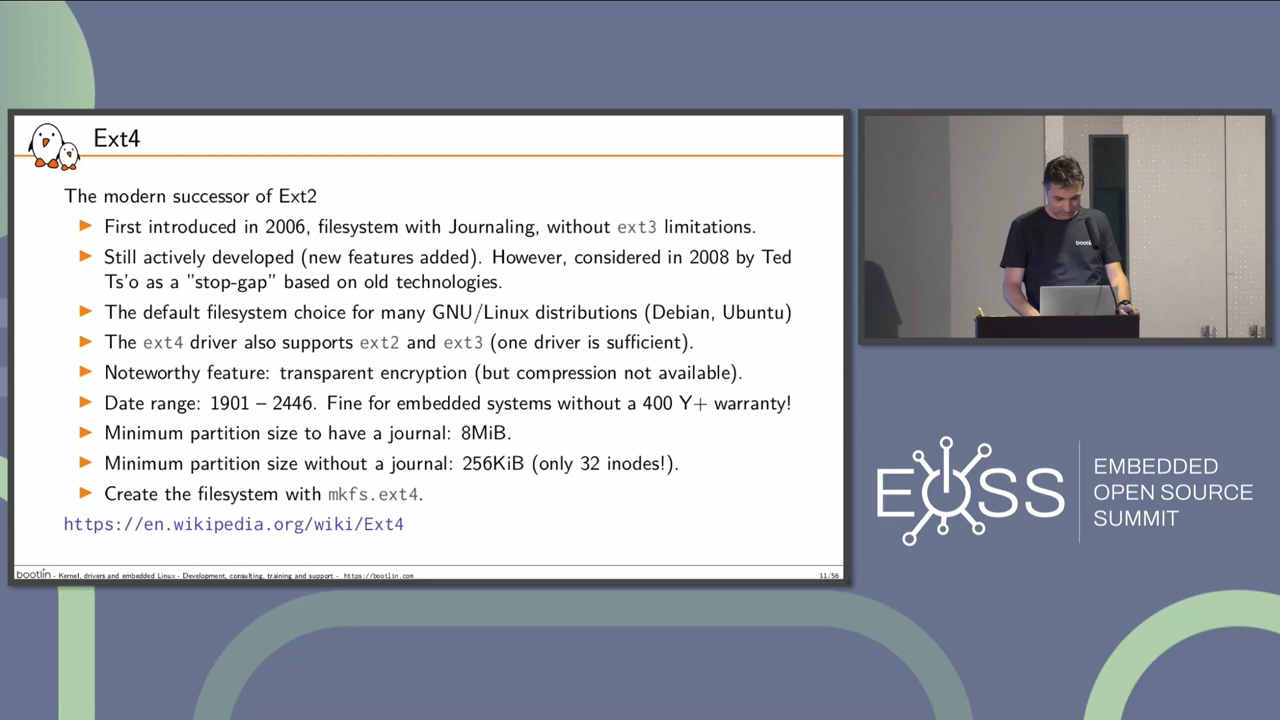 Ext4
The modern successor of Ext2
First introduced in 2006, filesystem with Journaling, without ext3 limitations.
Still actively developed (new features added). However, considered in 2008 by Ted
Ts'o as a "stop-gap" based on old technologies.
The default filesystem choice for many GNU/Linux distributions (Debian, Ubuntu)
The ext4 driver also supports ext2 and ext3 (one driver is sufficient).
Noteworthy feature: transparent encryption (but compression not available).
Date range: 1901 – 2446. Fine for embedded systems without a 400 Y+ warranty!
Minimum partition size to have a journal: 8MiB.
Minimum partition size without a journal: 256KiB (only 32 inodes!).
Create the filesystem with mkfs.ext4.
https://en.wikipedia.org/wiki/Ext4
bootlin - Kernel, drivers and embedded Linux - Development, consulting, training and support - https://bootlin.com
11/56
bootlin
EOSS
EMBEDDED
OPEN SOURCE
SUMMIT